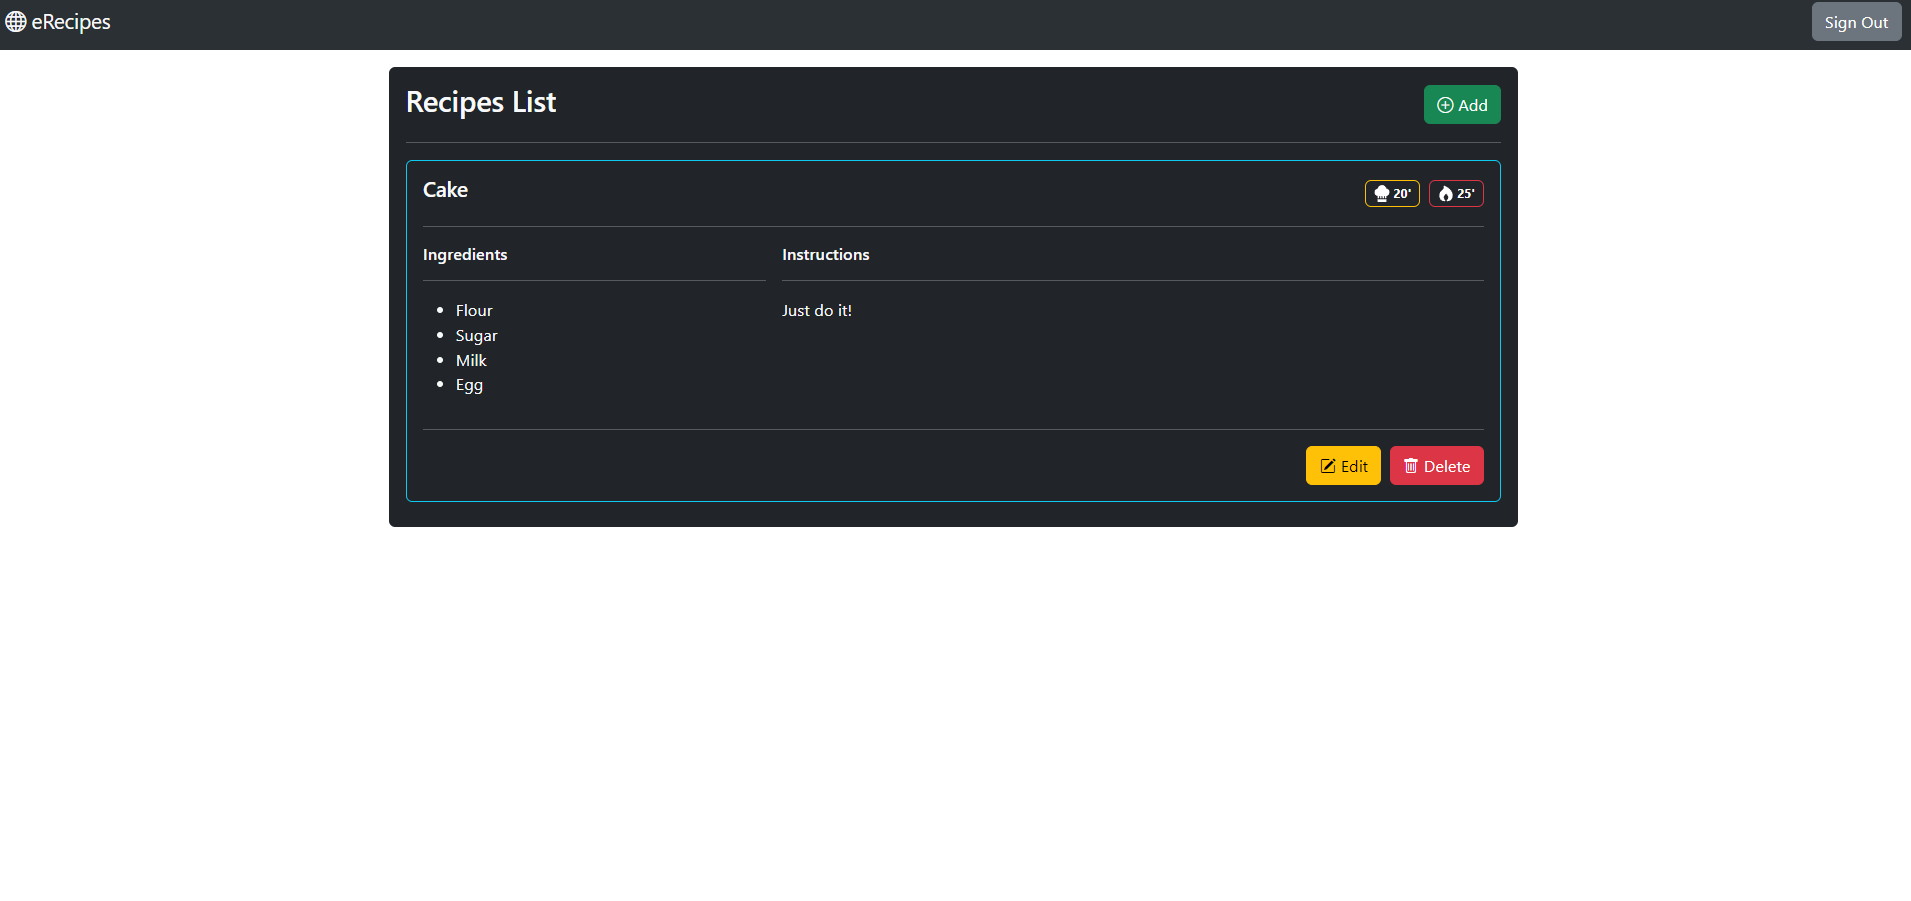 eRecipes
Sign Out
Recipes List
Add
Cake
20'
25'
Ingredients
Instructions
Flour
Sugar
Milk
Egg
Just do it!
Edit
Delete